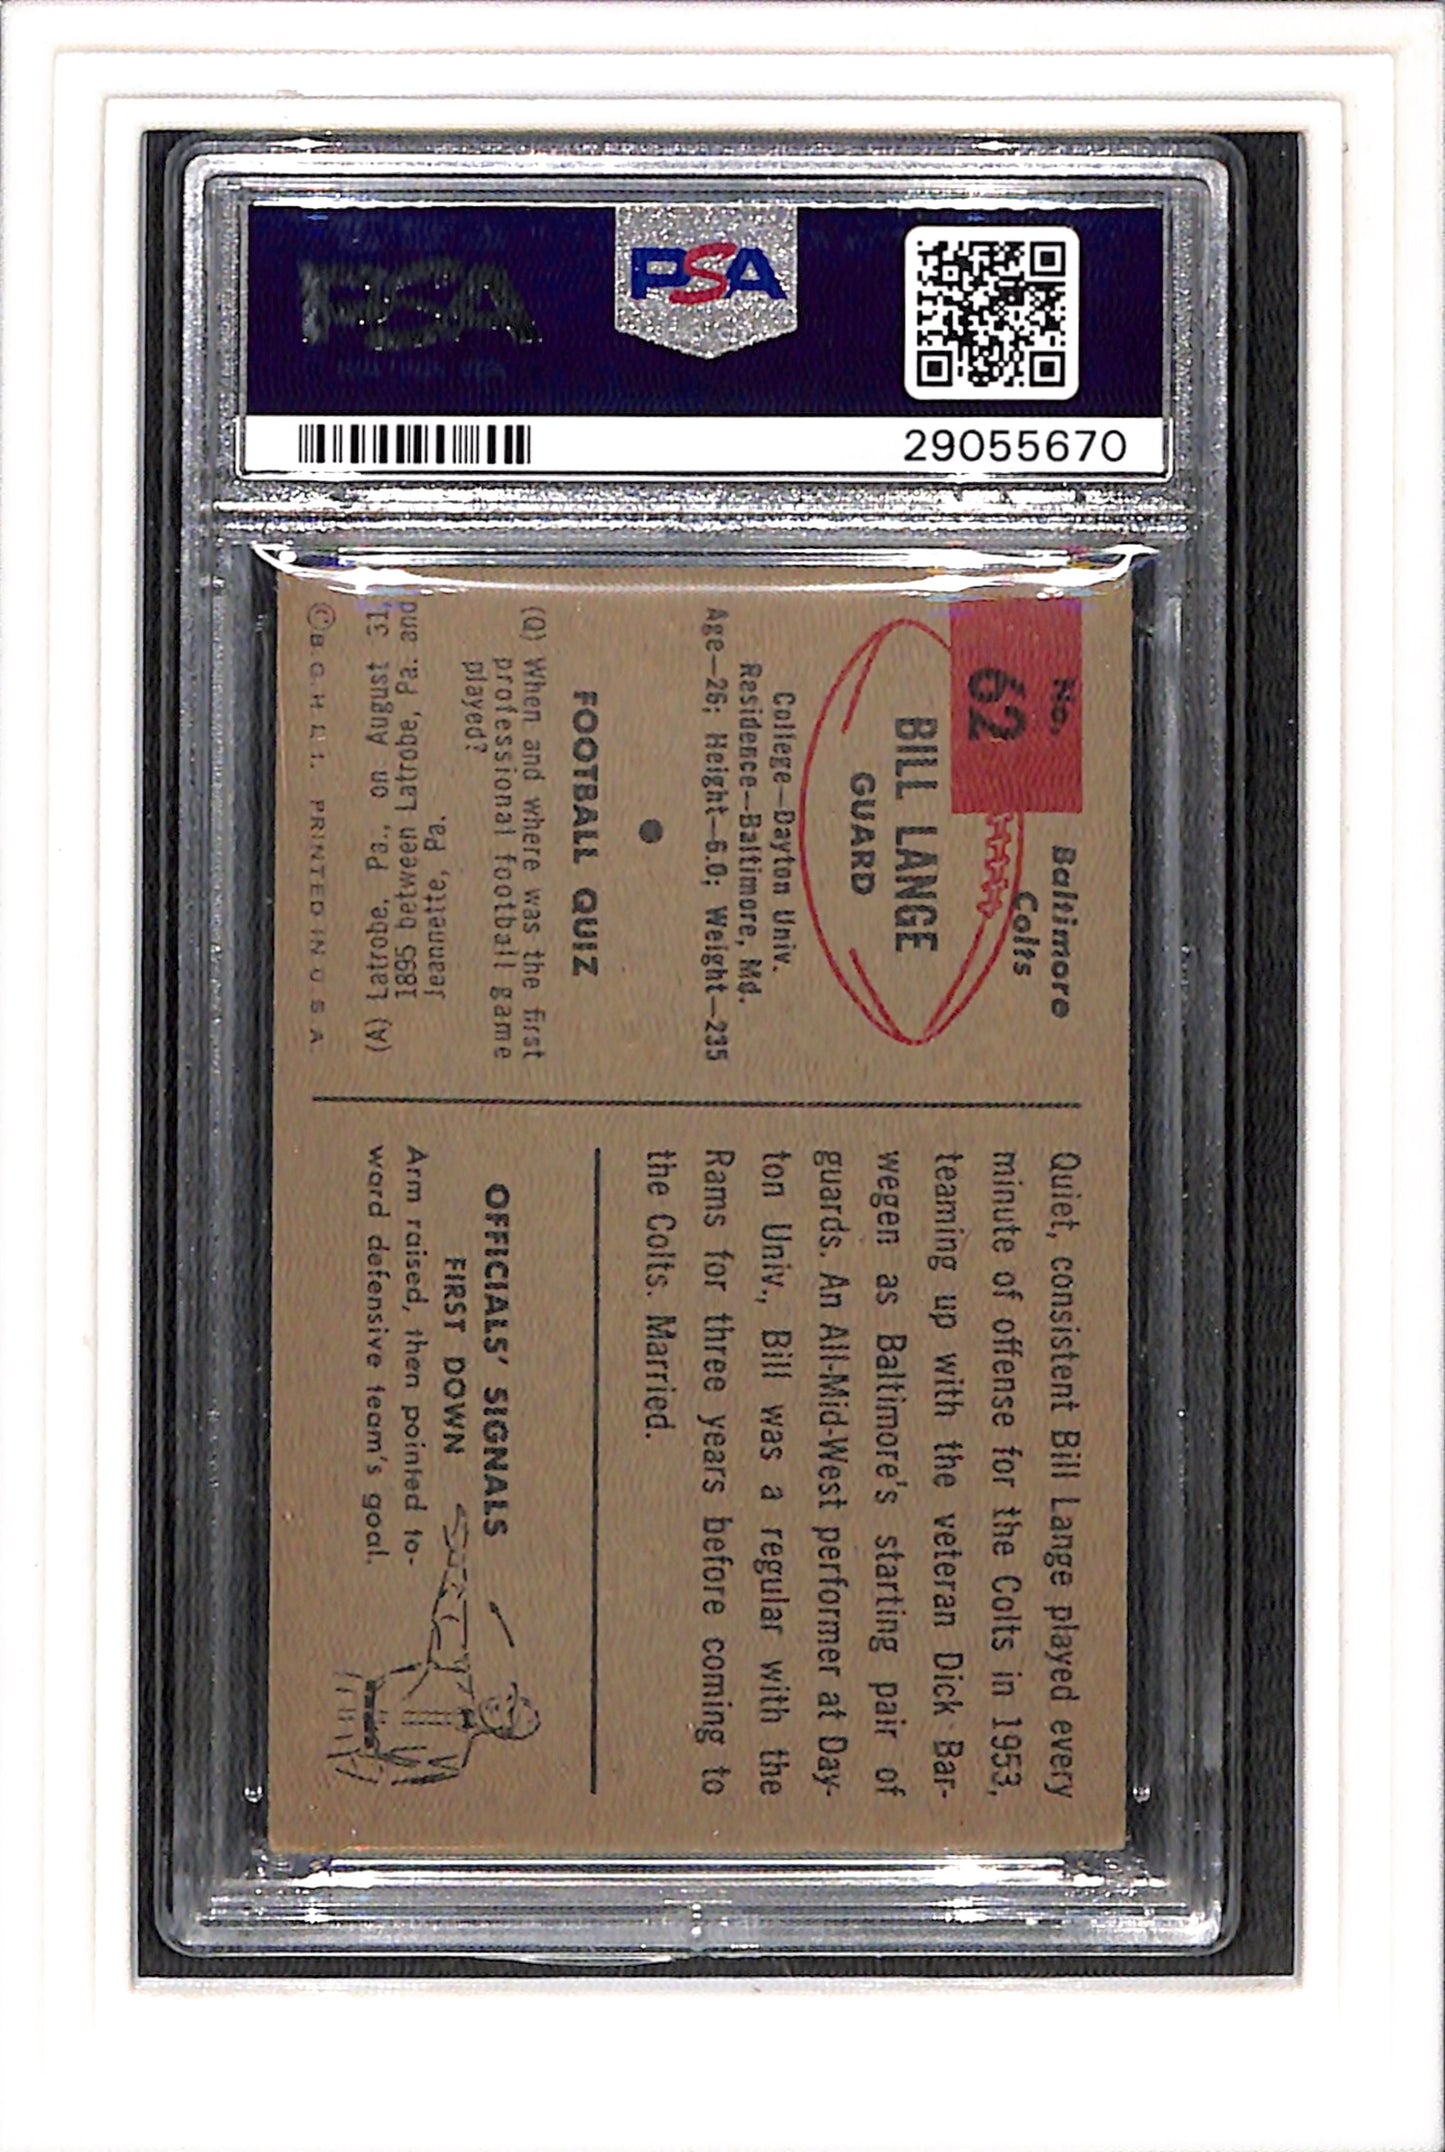 PSA
PSA
29055670
No.
62
Baltimore
Colts
BILL LANGE
GUARD
College—Dayton Univ.
Residence—Baltimore, Md.
Age—26; Height—6.0; Weight—235
FOOTBALL QUIZ
(Q) When and where was the first
professional football game
played?
(A) Latrobe, Pa., on August 31,
1895 between Latrobe, Pa. and
Jeannette, Pa.
© B. G. H. L. I. PRINTED IN U S A.
Quiet, consistent Bill Lange played every
minute of offense for the Colts in 1953,
teaming up with the veteran Dick Bar-
wegen as Baltimore's starting pair of
guards. An All-Mid-West performer at Day-
ton Univ., Bill was a regular with the
Rams for three years before coming to
the Colts. Married.
OFFICIALS' SIGNALS
FIRST DOWN
Arm raised, then pointed to-
ward defensive team's goal.